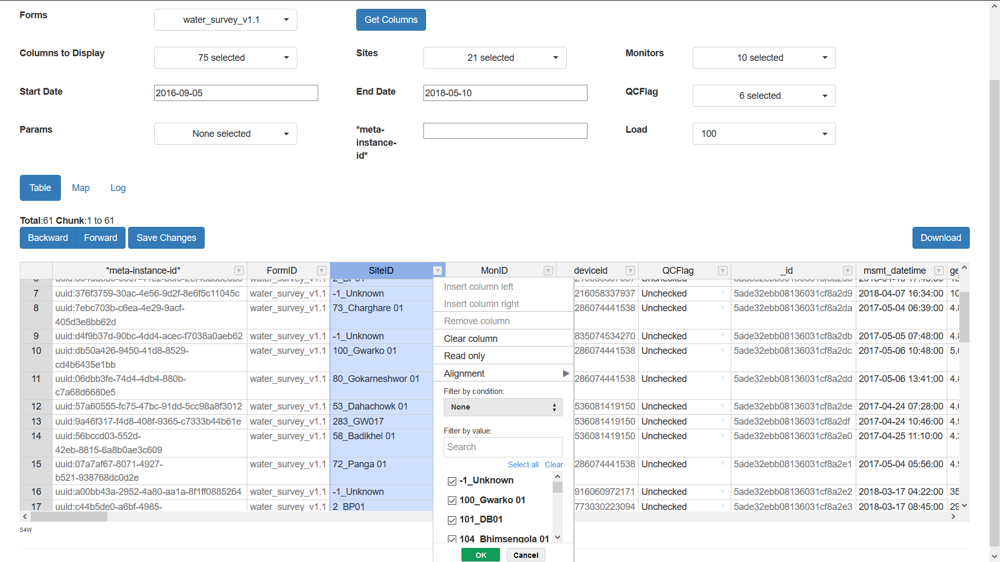 Forms
water_survey_v1.1
Get Columns
Columns to Display
75 selected
Sites
21 selected
Monitors
10 selected
Start Date
2016-09-05
End Date
2018-05-10
QCFlag
6 selected
Params
None selected
*meta-
instance-
id*
Load
100
Table Map Log
Total:61 Chunk:1 to 61
Backward Forward Save Changes Download
*meta-instance-id* FormID SiteID MonID deviceid QCFlag _id msmt_datetime
7 uuid:376f3759-30ac-4e56-9d2f-8e6f5c11045c water_survey_v1.1 -1_Unknown 216058337937 Unchecked 5ade32ebb08136031cf8a2d9 2018-04-07 16:34:00 10
8 uuid:7ebc703b-c6ea-4e29-9acf- water_survey_v1.1 73_Charghare 01 286074441538 Unchecked 5ade32ebb08136031cf8a2da 2017-05-04 06:39:00 4.8
405d3e8bb62d
9 uuid:d4f9b37d-90bc-4dd4-acec-f7038a0aeb62 water_survey_v1.1 -1_Unknown 835074534270 Unchecked 5ade32ebb08136031cf8a2db 2017-05-05 07:48:00 4.8
10 uuid:db50a426-9450-41d8-8529- water_survey_v1.1 100_Gwarko 01 286074441538 Unchecked 5ade32ebb08136031cf8a2dc 2017-05-06 10:48:00 5.0
cd4b6435e1bb
11 uuid:06dbb3fe-74d4-4db4-880b- water_survey_v1.1 80_Gokarneshwor 01 286074441538 Unchecked 5ade32ebb08136031cf8a2dd 2017-05-06 13:41:00 4.8
c7a68d6680e5
12 uuid:57a60555-fc75-47bc-91dd-5cc98a8f3012 water_survey_v1.1 53_Dahachowk 01 536081419150 Unchecked 5ade32ebb08136031cf8a2de 2017-04-24 07:28:00 4.6
13 uuid:9a46f317-f4d8-408f-9365-c7333b44b61e water_survey_v1.1 283_GW017 536081419150 Unchecked 5ade32ebb08136031cf8a2df 2017-04-24 10:46:00 4.9
14 uuid:56bccd03-552d- water_survey_v1.1 58_Badikhel 01 536081419150 Unchecked 5ade32ebb08136031cf8a2e0 2017-04-25 11:10:00 4.3
42eb-8815-6a8b0ae3c609
15 uuid:07a7af67-8071-4927- water_survey_v1.1 72_Panga 01 286074441538 Unchecked 5ade32ebb08136031cf8a2e1 2017-05-04 05:56:00 4.9
b521-938768dc0d2e
16 uuid:a00bb43a-2952-4a80-aa1a-8f1ff0885264 water_survey_v1.1 -1_Unknown 916060972171 Unchecked 5ade32ebb08136031cf8a2e2 2018-03-17 04:22:00 35
17 uuid:c44b5de0-a6bf-4985- water_survey_v1.1 2_BP01 773030223094 Unchecked 5ade32ebb08136031cf8a2e3 2018-03-17 08:45:00 29
Insert column left
Insert column right
Remove column
Clear column
Read only
Alignment
Filter by condition:
None
Filter by value:
Search
Select all Clear
-1_Unknown
100_Gwarko 01
101_DB01
104_Bhimsengola 01
OK Cancel
S4W